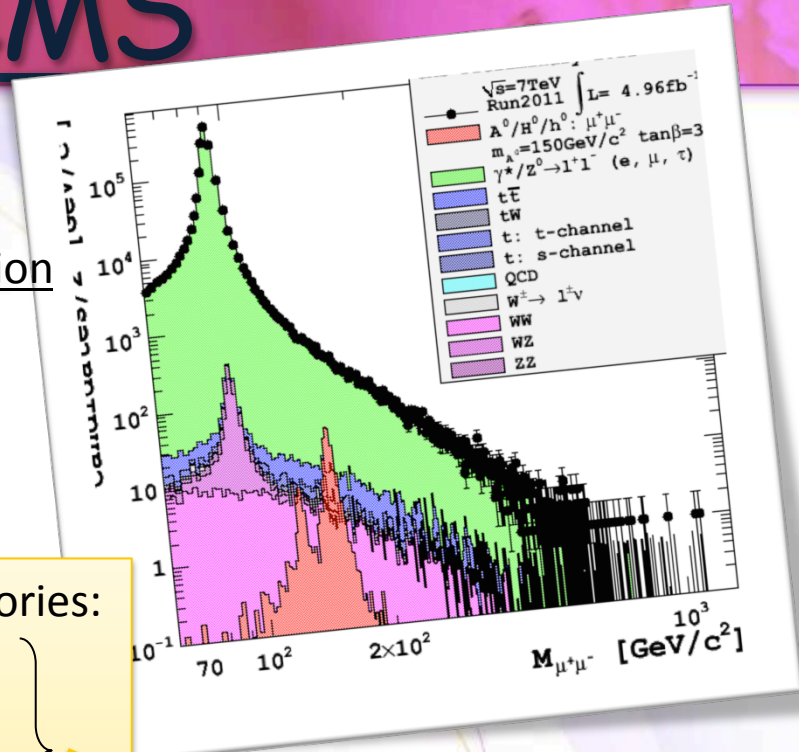 MS
√s=7TeV
Run2011 ∫L= 4.96fb⁻
A⁰/H⁰/h⁰: μ⁺μ⁻
m_A⁰=150GeV/c² tanβ=3
γ*/Z⁰→l⁺l⁻ (e, μ, τ)
tt̅
tW
t: t-channel
t: s-channel
QCD
W±→ l±ν
WW
WZ
ZZ
10⁵
10⁴
10³
10²
10
1
10⁻¹
70
10²
2×10²
10³
M_μ⁺μ⁻ [GeV/c²]
ion
ories: